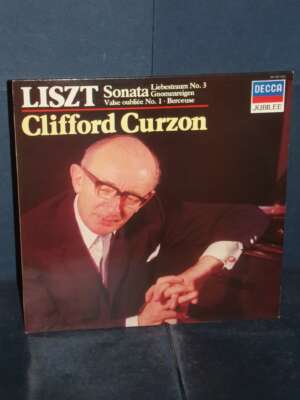 LISZT Sonata Liebestraum No. 3
Gnomenreigen
Valse oubliée No. 1 · Berceuse
Clifford Curzon
DECCA
JUBILEE